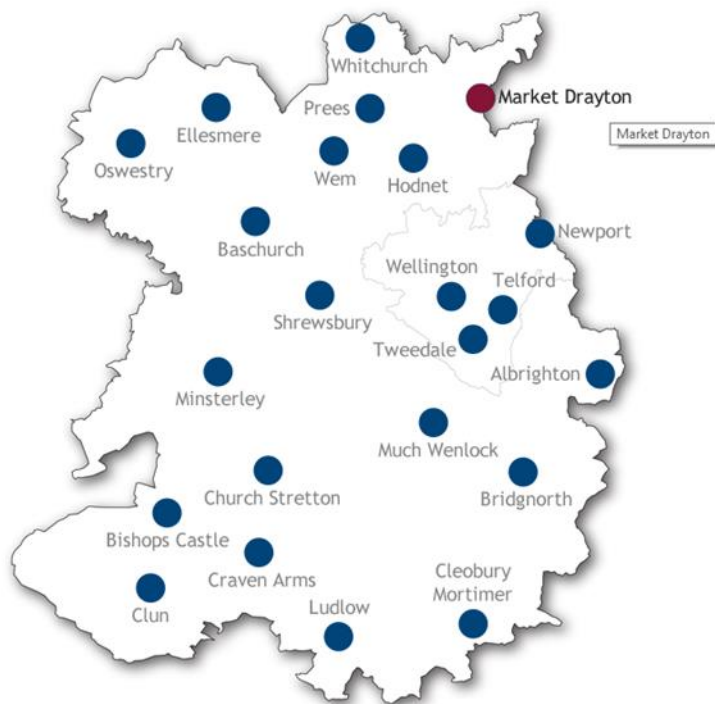 Whitchurch
Prees
Market Drayton
Market Drayton
Ellesmere
Oswestry
Wem
Hodnet
Baschurch
Newport
Wellington
Telford
Shrewsbury
Tweedale
Albrighton
Minsterley
Much Wenlock
Church Stretton
Bridgnorth
Bishops Castle
Craven Arms
Cleobury
Mortimer
Clun
Ludlow